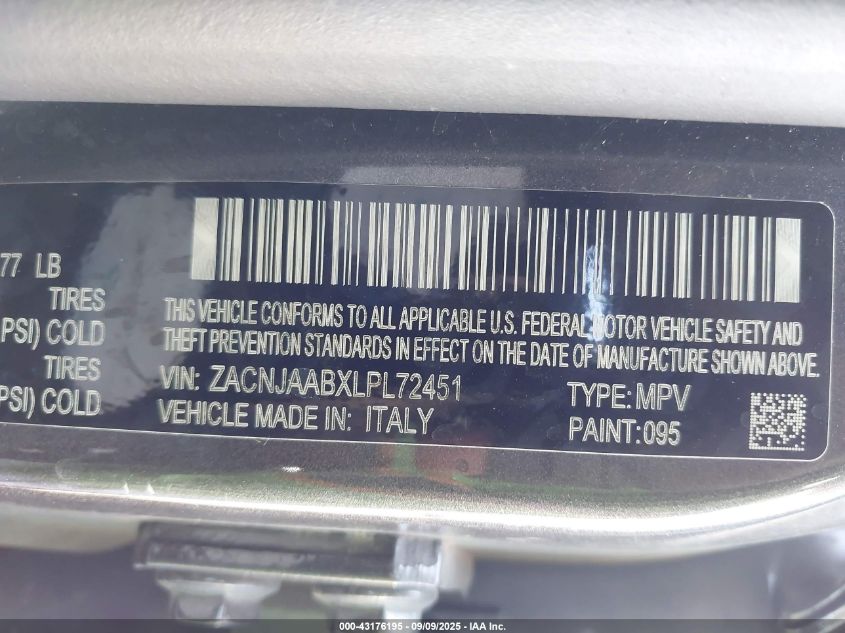 77 LB
TIRES
PSI) COLD
TIRES
PSI) COLD
THIS VEHICLE CONFORMS TO ALL APPLICABLE U.S. FEDERAL MOTOR VEHICLE SAFETY AND
THEFT PREVENTION STANDARDS IN EFFECT ON THE DATE OF MANUFACTURE SHOWN ABOVE.
VIN: ZACNJAABXLPL72451
TYPE: MPV
VEHICLE MADE IN: ITALY
PAINT: 095
000-43176195 - 09/09/2025 - IAA Inc.